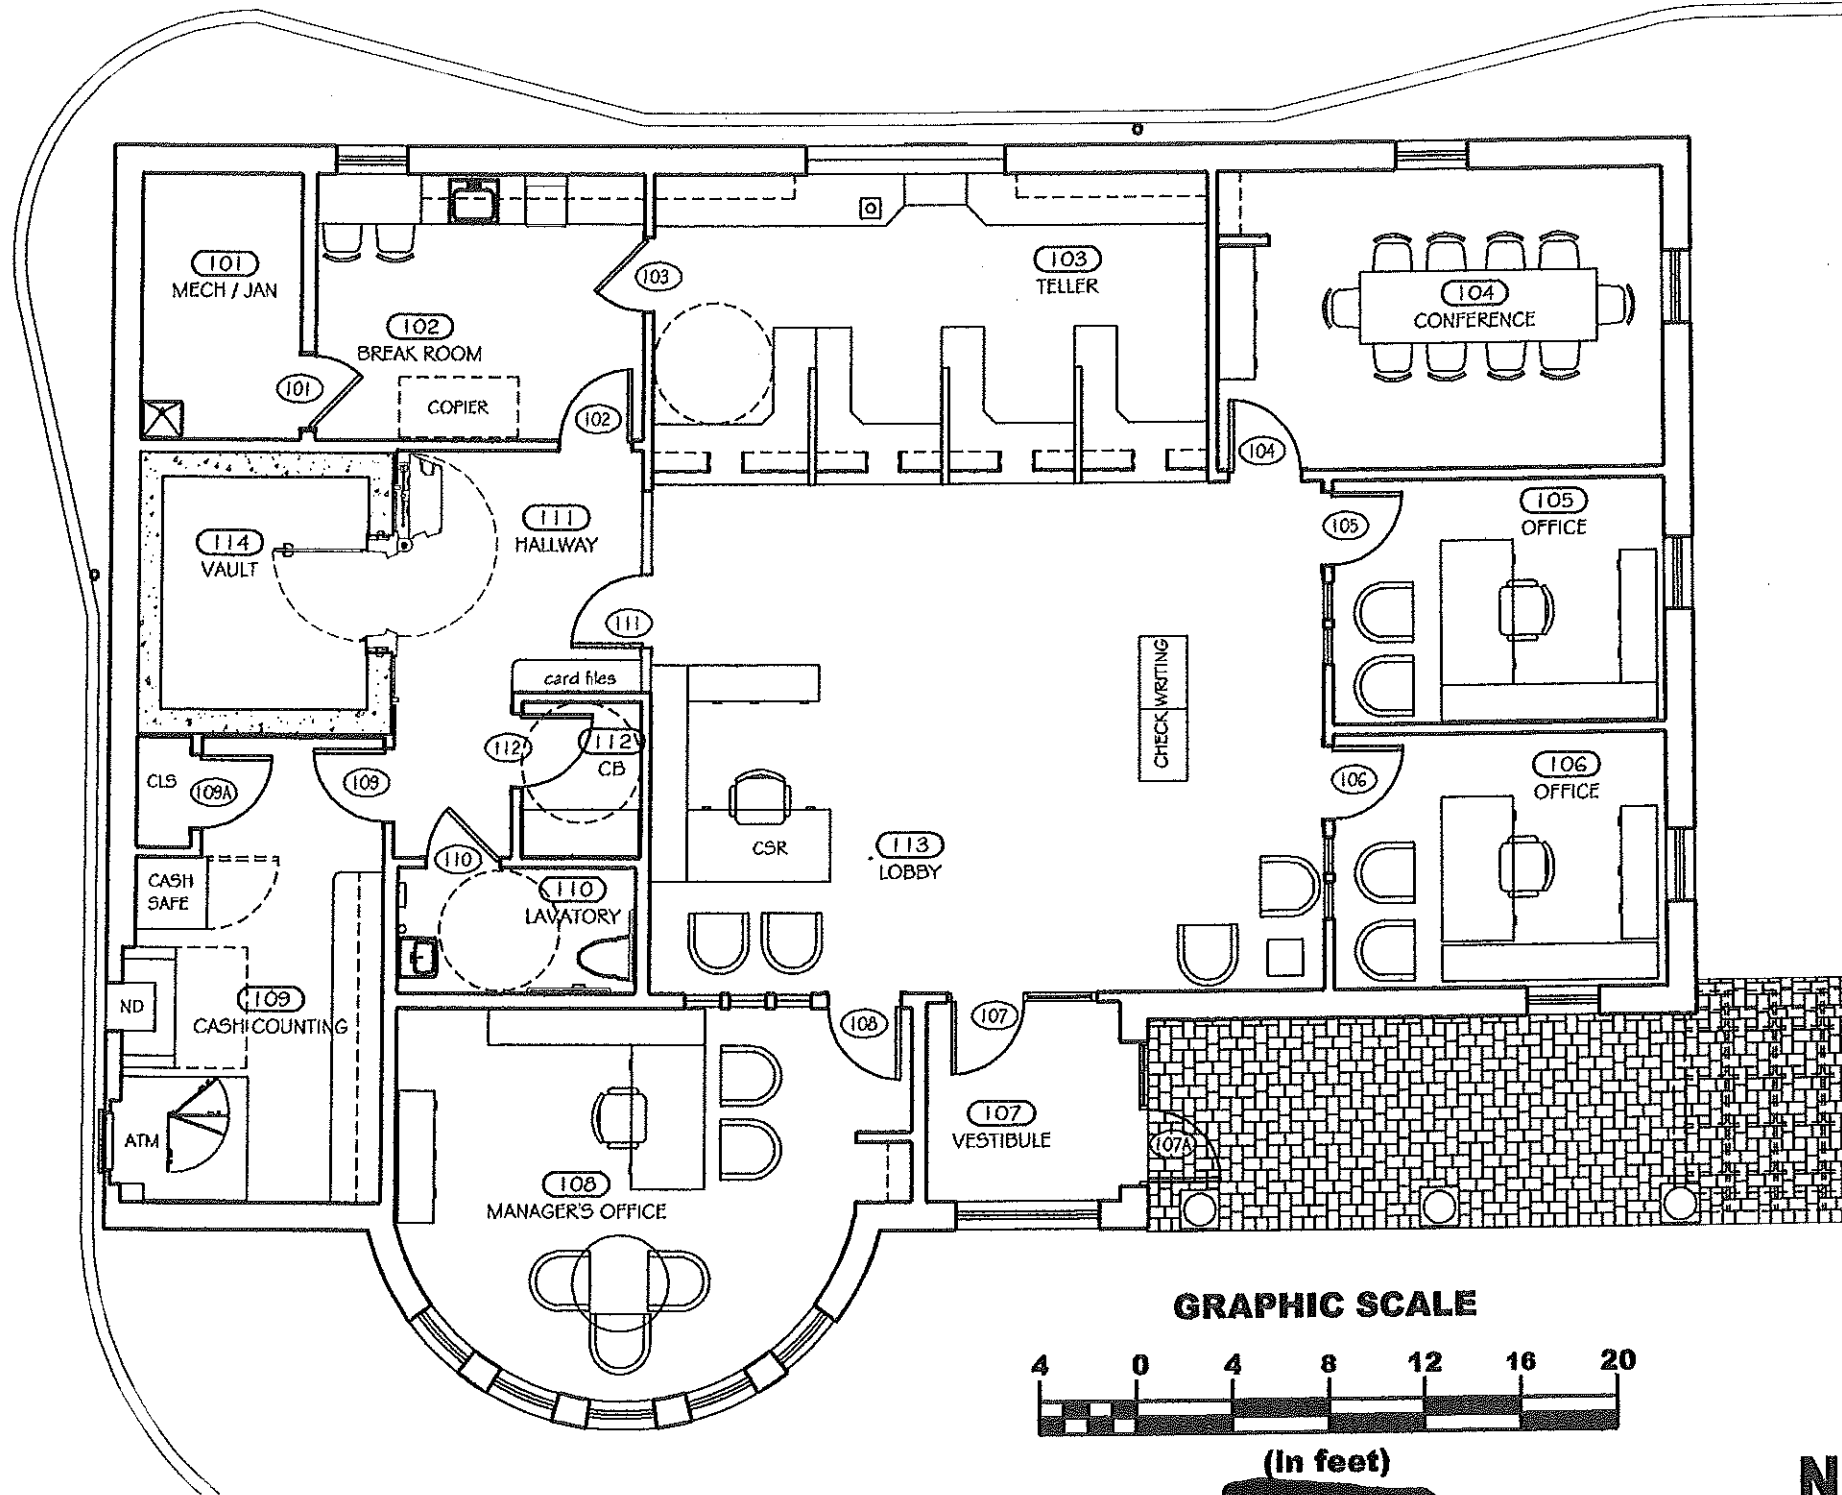 101
MECH / JAN
102
BREAK ROOM
103
103
TELLER
104
CONFERENCE
101
COPIER
102
104
105
OFFICE
105
114
VAULT
111
HALLWAY
111
card files
CHECK WRITING
112
112
CB
CLS
109A
109
106
106
OFFICE
110
CSR
113
LOBBY
CASH
SAFE
110
LAVATORY
ND
109
CASH COUNTING
108
107
ATM
107
VESTIBULE
107A
108
MANAGER'S OFFICE
GRAPHIC SCALE
4 0 4 8 12 16 20
(In feet)
N